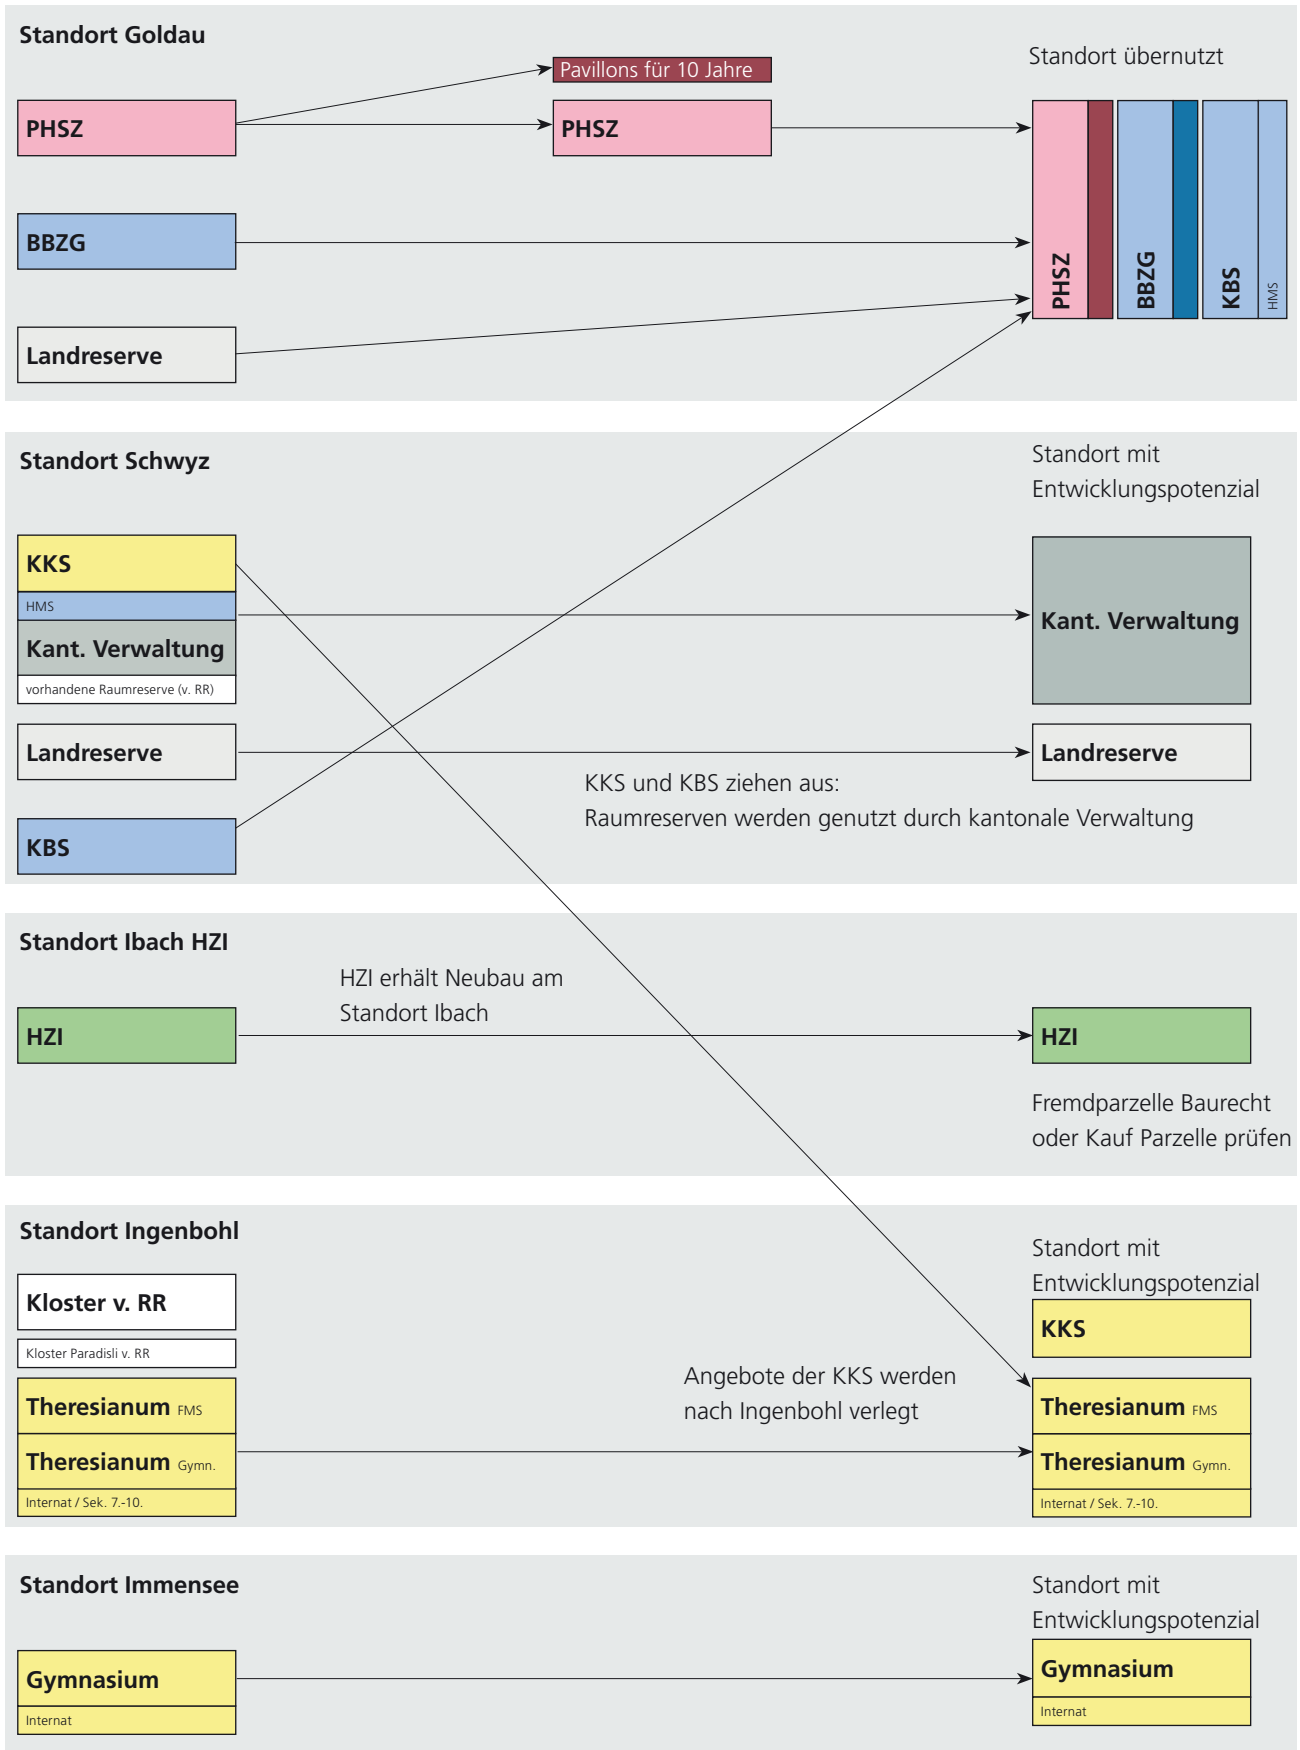 Standort Goldau
Standort übernutzt
Pavillons für 10 Jahre
PHSZ
PHSZ
BBZG
Landreserve
PHSZ
BBZG
KBS
HMS
Standort Schwyz
Standort mit
Entwicklungspotenzial
KKS
HMS
Kant. Verwaltung
vorhandene Raumreserve (v. RR)
Kant. Verwaltung
Landreserve
Landreserve
KKS und KBS ziehen aus:
Raumreserven werden genutzt durch kantonale Verwaltung
KBS
Standort Ibach HZI
HZI erhält Neubau am
Standort Ibach
HZI
HZI
Fremdparzelle Baurecht
oder Kauf Parzelle prüfen
Standort Ingenbohl
Standort mit
Entwicklungspotenzial
Kloster v. RR
Kloster Paradisli v. RR
Theresianum FMS
Theresianum Gymn.
Internat / Sek. 7.-10.
Angebote der KKS werden
nach Ingenbohl verlegt
KKS
Theresianum FMS
Theresianum Gymn.
Internat / Sek. 7.-10.
Standort Immensee
Standort mit
Entwicklungspotenzial
Gymnasium
Internat
Gymnasium
Internat